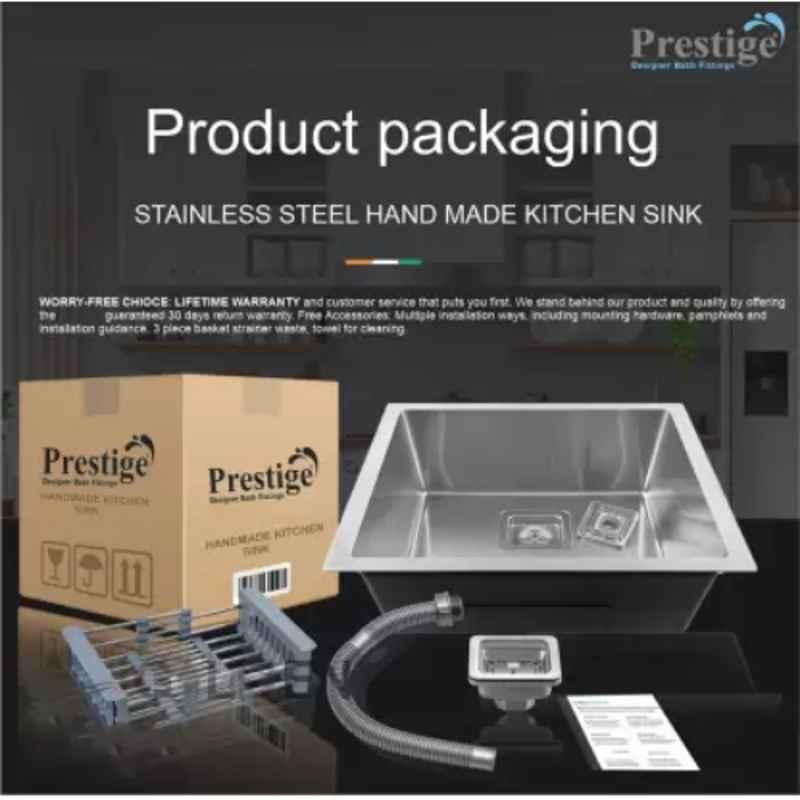 Prestige
Designer Bath Fittings
Product packaging
STAINLESS STEEL HAND MADE KITCHEN SINK
WORRY-FREE CHIOCE: LIFETIME WARRANTY and customer service that puts you first. We stand behind our product and quality by offering
the guaranteed 30 days return warranty. Free Accessories: Multiple installation ways, including mounting hardware, pamphlets and
installation guidance. 3 piece basket strainer waste, towel for cleaning.
Prestige
Designer Bath Fittings
HANDMADE KITCHEN
SINK
Prestige
Designer Bath Fittings
HANDMADE KITCHEN
SINK